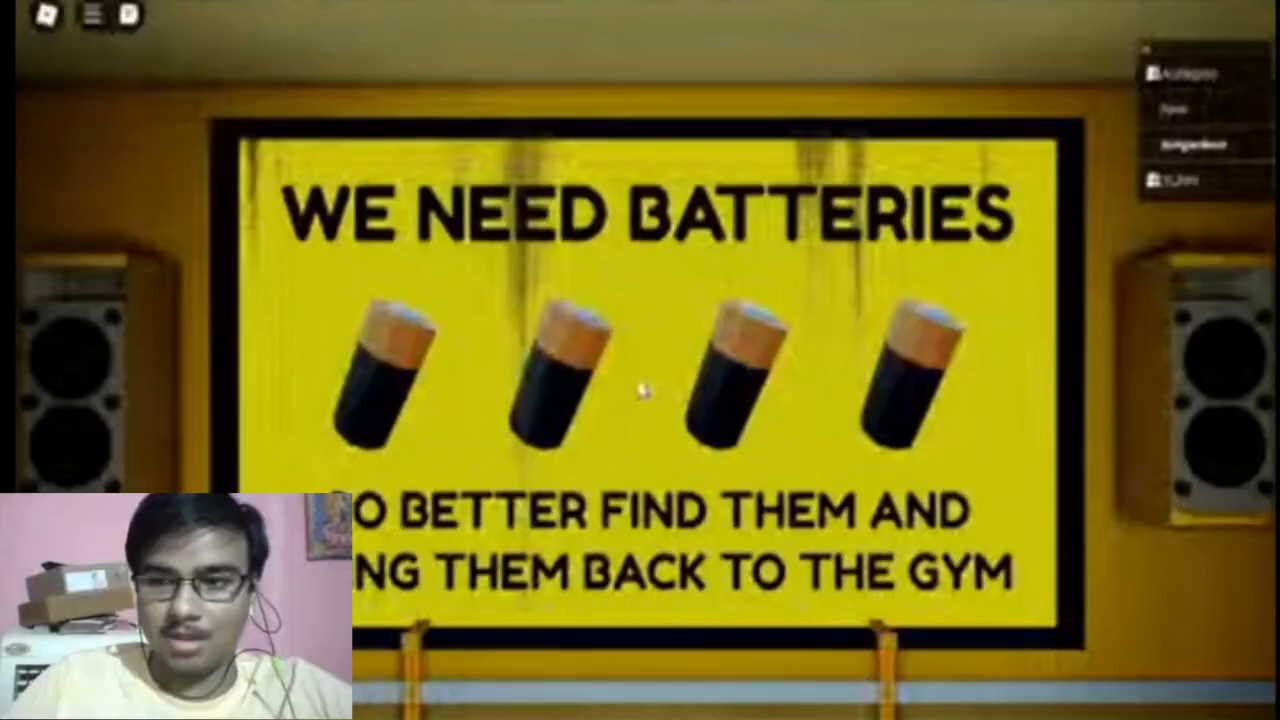 WE NEED BATTERIES
O BETTER FIND THEM AND
NG THEM BACK TO THE GYM